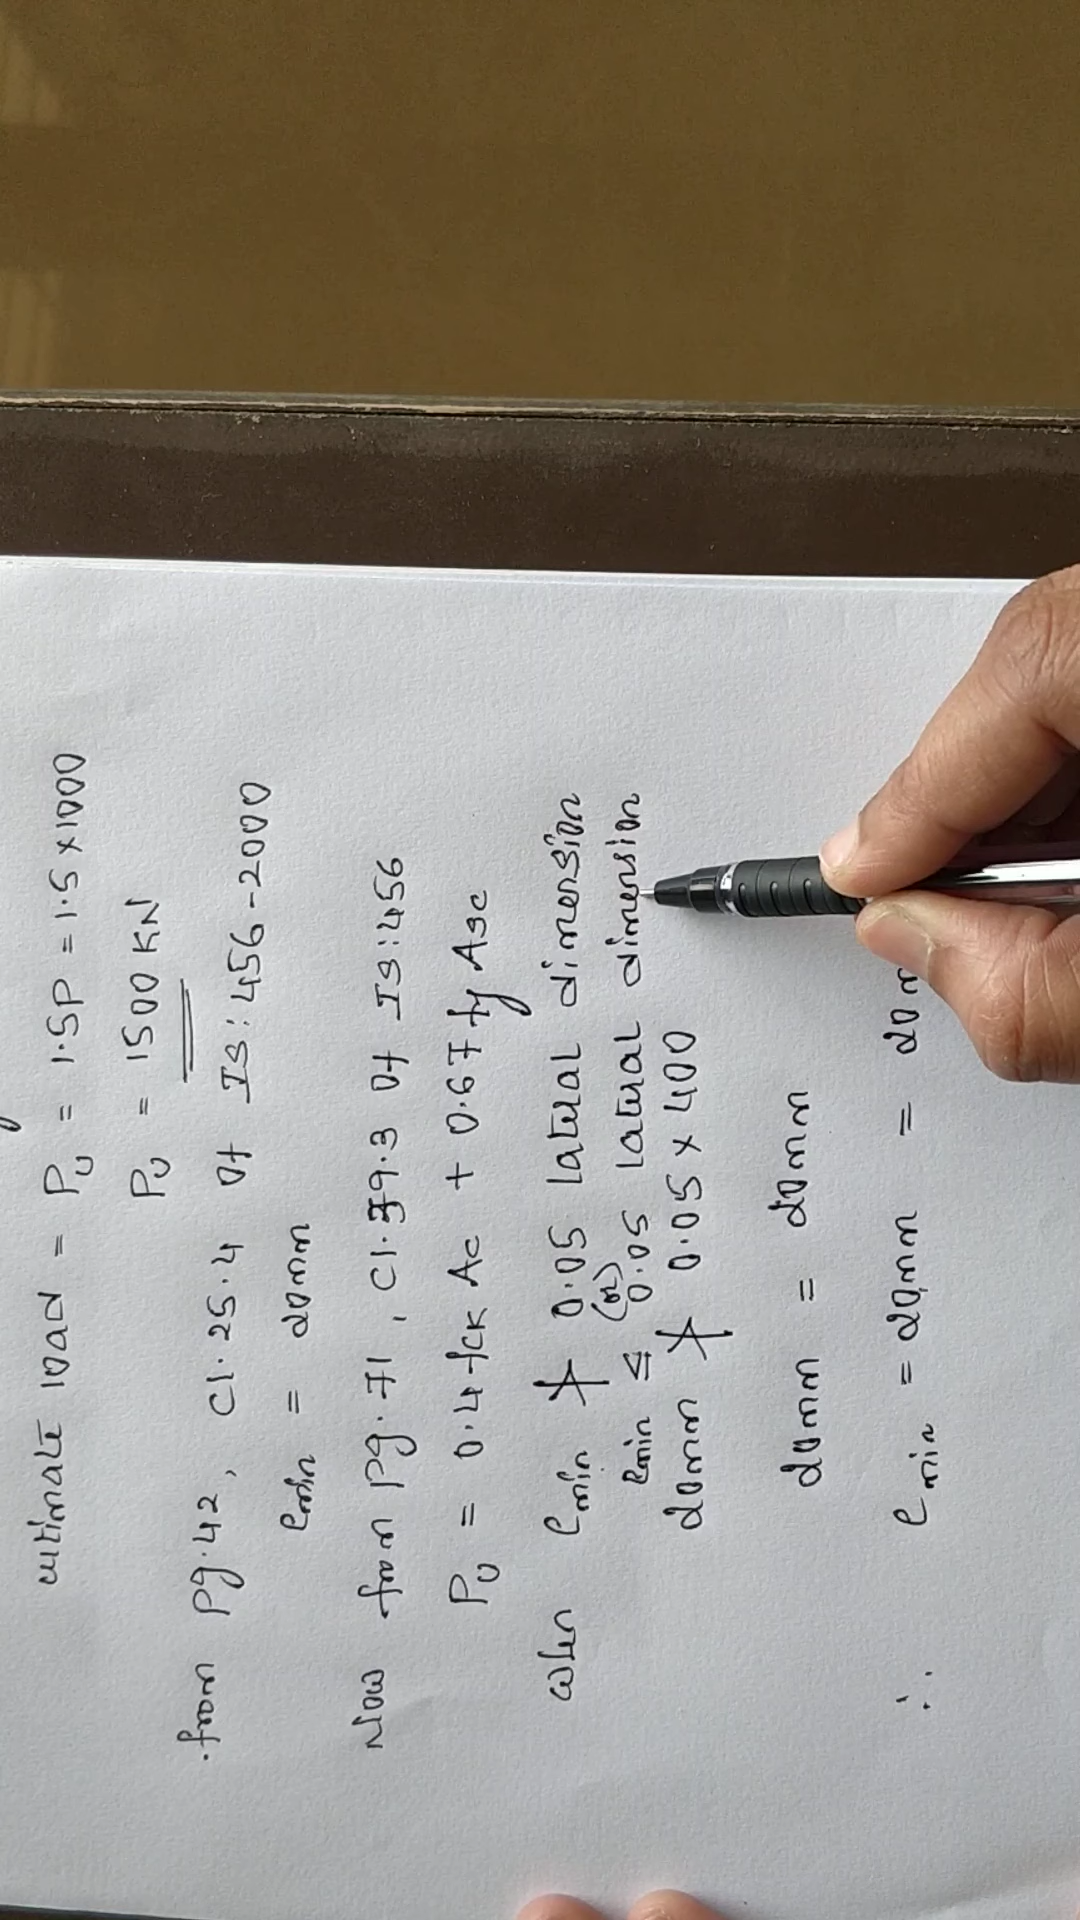 ultimate load = Pu = 1.5P = 1.5 x 1000
Pu = 1500 KN
from Pg.42, Cl.25.4 of IS:456-2000
emin = 20mm
Now from Pg.71, Cl.39.3 of IS:456
Pu = 0.4 fck Ac + 0.67 fy Asc
when emin ≯ 0.05 lateral dimension
(or)
emin ≤ 0.05 lateral dimension
20mm ≯ 0.05 x 400
20mm = 20mm
∴ emin = 20mm = 20m